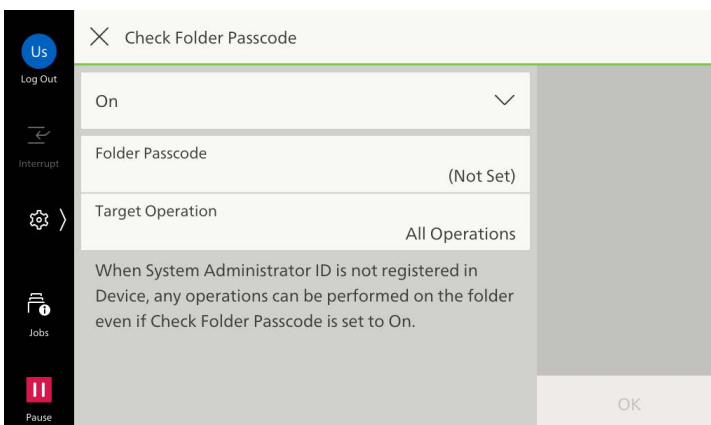 Us
Log Out
Interrupt
Jobs
Pause
Check Folder Passcode
On
Folder Passcode
(Not Set)
Target Operation
All Operations
When System Administrator ID is not registered in
Device, any operations can be performed on the folder
even if Check Folder Passcode is set to On.
OK